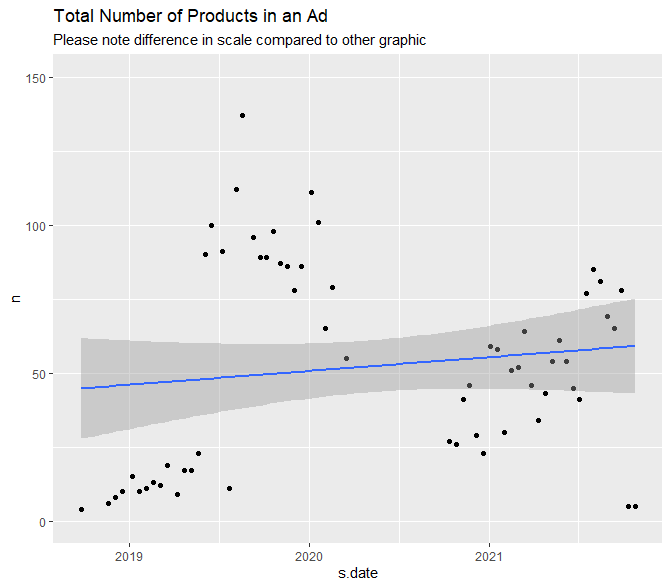 Total Number of Products in an Ad
Please note difference in scale compared to other graphic
150
100
50
0
n
2019 2020 2021
s.date